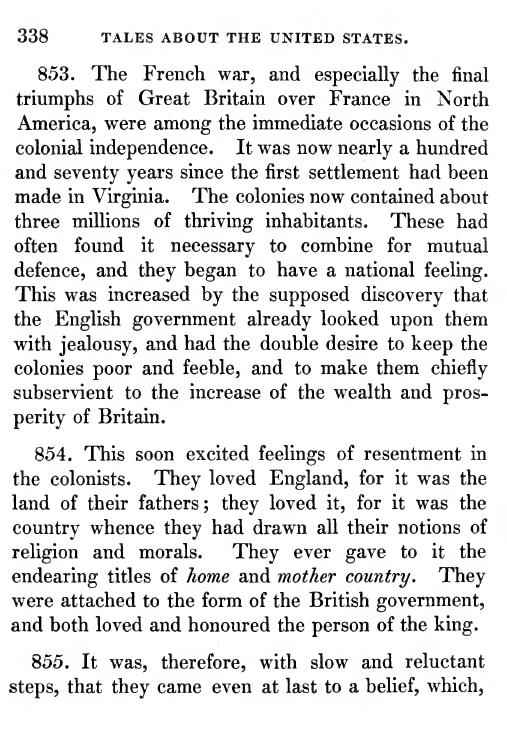 338 TALES ABOUT THE UNITED STATES.
853. The French war, and especially the final
triumphs of Great Britain over France in North
America, were among the immediate occasions of the
colonial independence. It was now nearly a hundred
and seventy years since the first settlement had been
made in Virginia. The colonies now contained about
three millions of thriving inhabitants. These had
often found it necessary to combine for mutual
defence, and they began to have a national feeling.
This was increased by the supposed discovery that
the English government already looked upon them
with jealousy, and had the double desire to keep the
colonies poor and feeble, and to make them chiefly
subservient to the increase of the wealth and pros-
perity of Britain.
854. This soon excited feelings of resentment in
the colonists. They loved England, for it was the
land of their fathers; they loved it, for it was the
country whence they had drawn all their notions of
religion and morals. They ever gave to it the
endearing titles of home and mother country. They
were attached to the form of the British government,
and both loved and honoured the person of the king.
855. It was, therefore, with slow and reluctant
steps, that they came even at last to a belief, which,